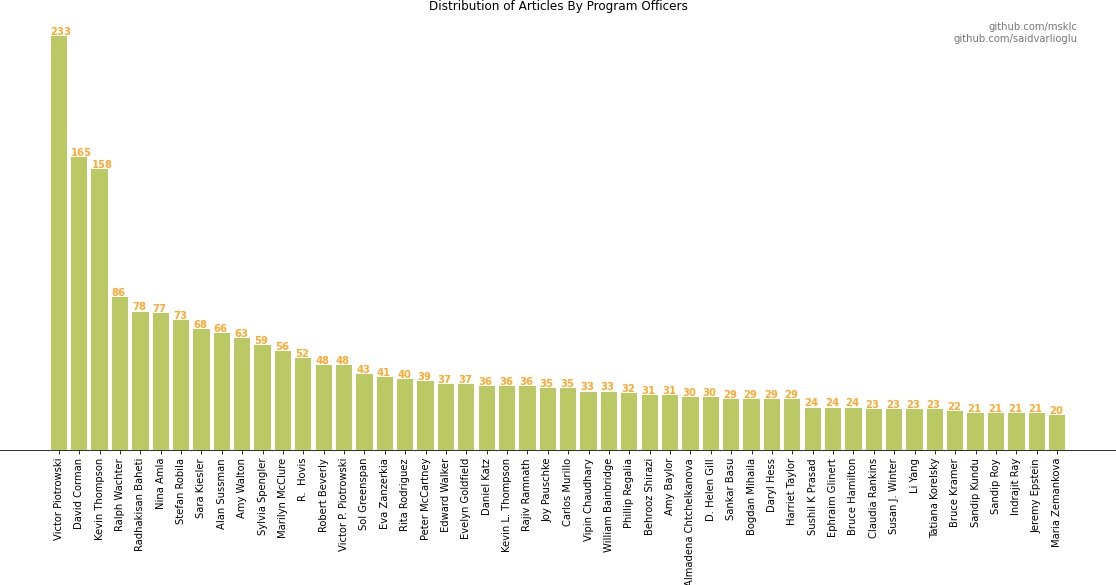 Distribution of Articles By Program Officers
github.com/msklc
github.com/saidvarlioglu
233
165
158
86
78
77
73
68
66
63
59
56
52
48
48
43
41
40
39
37
37
36
36
36
35
35
33
33
32
31
31
30
30
29
29
29
29
24
24
24
23
23
23
23
22
21
21
21
21
20
Victor Piotrowski
David Corman
Kevin Thompson
Ralph Wachter
Radhakisan Baheti
Nina Amla
Stefan Robila
Sara Kiesler
Alan Sussman
Amy Walton
Sylvia Spengler
Marilyn McClure
R. Hovis
Robert Beverly
Victor P. Piotrowski
Sol Greenspan
Eva Zanzerkia
Rita Rodriguez
Peter McCartney
Edward Walker
Evelyn Goldfield
Daniel Katz
Kevin L. Thompson
Rajiv Ramnath
Joy Pauschke
Carlos Murillo
Vipin Chaudhary
William Bainbridge
Phillip Regalia
Behrooz Shirazi
Amy Baylor
Almadena Chtchelkanova
D. Helen Gill
Sankar Basu
Bogdan Mihaila
Daryl Hess
Harriet Taylor
Sushil K Prasad
Ephraim Glinert
Bruce Hamilton
Claudia Rankins
Susan J. Winter
Li Yang
Tatiana Korelsky
Bruce Kramer
Sandip Kundu
Sandip Roy
Indrajit Ray
Jeremy Epstein
Maria Zemankova